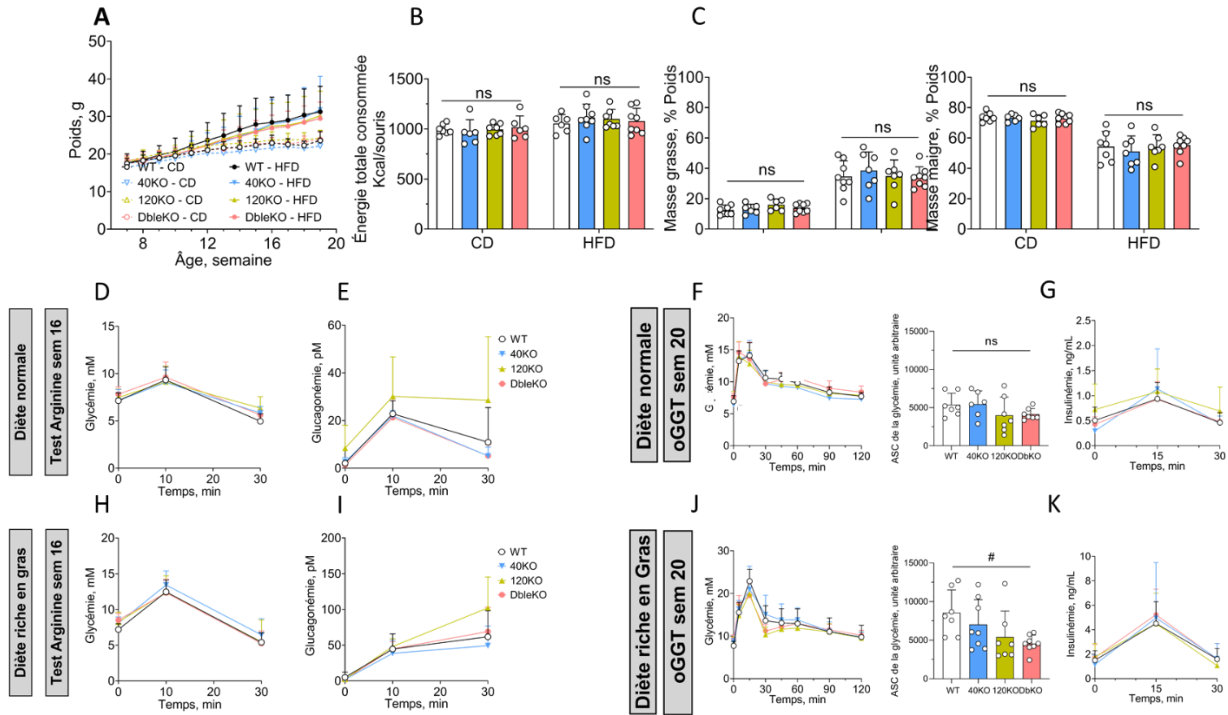 A
Poids, g
50
40
30
20
10
0
WT - CD
WT - HFD
40KO - CD
40KO - HFD
120KO - CD
120KO - HFD
DbleKO - CD
DbleKO - HFD
8 12 16 20
Âge, semaine
B
Énergie totale consommée
Kcal/souris
1500
1000
500
0
ns
ns
CD HFD
C
Masse grasse, % Poids
100
80
60
40
20
0
ns
ns
Masse maigre, % Poids
100
80
60
40
20
0
ns
ns
CD HFD
Diète normale
Test Arginine sem 16
D
Glycémie, mM
15
10
5
0
0 10 20 30
Temps, min
E
Glucagonémie, pM
60
40
20
0
0 10 20 30
Temps, min
WT
40KO
120KO
DbleKO
Diète normale
oGGT sem 20
F
mM
20
15
10
5
0
0 30 60 90 120
Temps, min
ASC de la glycémie, unité arbitraire
15000
10000
5000
0
ns
WT 40KO 120KO DbKO
G
Insulinémie, ng/mL
2.5
2.0
1.5
1.0
0.5
0.0
0 15 30
Temps, min
Diète riche en gras
Test Arginine sem 16
H
Glycémie, mM
20
15
10
5
0
0 10 20 30
Temps, min
I
Glucagonémie, pM
200
150
100
50
0
0 10 20 30
Temps, min
WT
40KO
120KO
DbleKO
Diète riche en Gras
oGGT sem 20
J
Glycémie, mM
30
20
10
0
0 30 60 90 120
Temps, min
ASC de la glycémie, unité arbitraire
15000
10000
5000
0
#
WT 40KO 120KO DbKO
K
Insulinémie, ng/mL
10
8
6
4
2
0
0 15 30
Temps, min